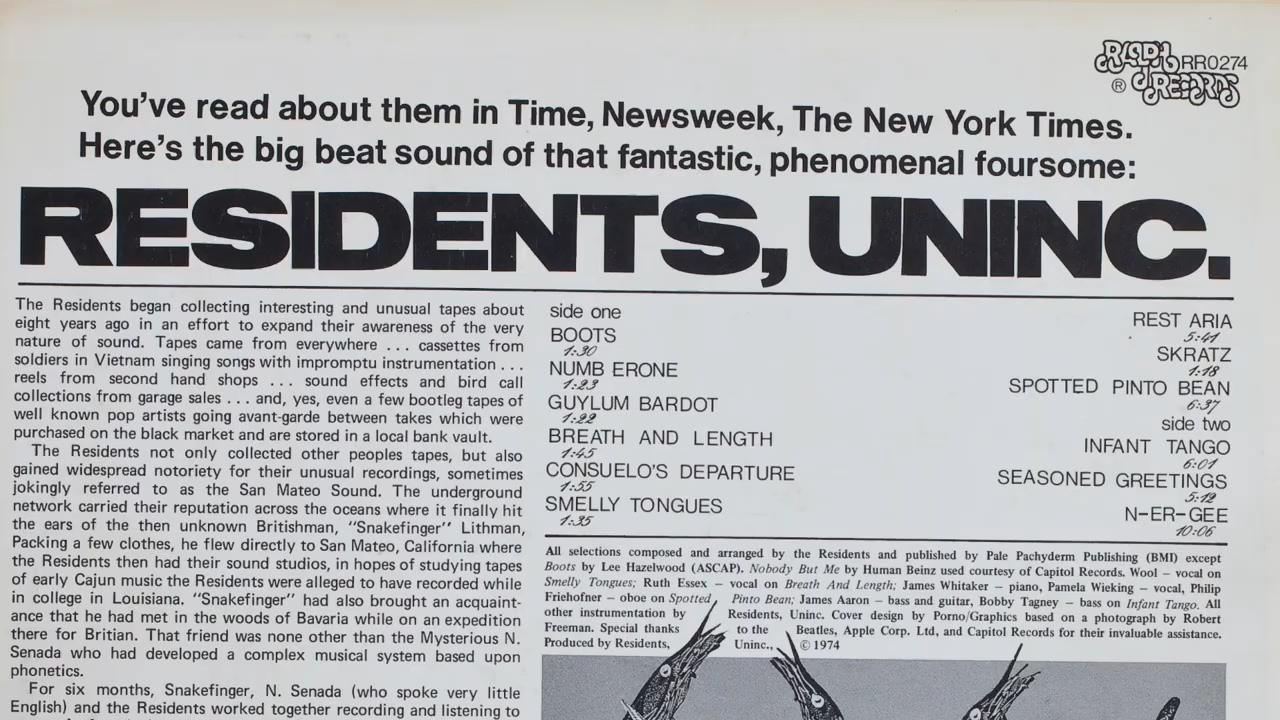 RALPH RECORDS
RR0274
®
You've read about them in Time, Newsweek, The New York Times.
Here's the big beat sound of that fantastic, phenomenal foursome:
RESIDENTS, UNINC.
The Residents began collecting interesting and unusual tapes about
eight years ago in an effort to expand their awareness of the very
nature of sound. Tapes came from everywhere ... cassettes from
soldiers in Vietnam singing songs with impromptu instrumentation ...
reels from second hand shops ... sound effects and bird call
collections from garage sales ... and, yes, even a few bootleg tapes of
well known pop artists going avant-garde between takes which were
purchased on the black market and are stored in a local bank vault.
The Residents not only collected other peoples tapes, but also
gained widespread notoriety for their unusual recordings, sometimes
jokingly referred to as the San Mateo Sound. The underground
network carried their reputation across the oceans where it finally hit
the ears of the then unknown Britishman, "Snakefinger" Lithman,
Packing a few clothes, he flew directly to San Mateo, California where
the Residents then had their sound studios, in hopes of studying tapes
of early Cajun music the Residents were alleged to have recorded while
in college in Louisiana. "Snakefinger" had also brought an acquaint-
ance that he had met in the woods of Bavaria while on an expedition
there for Britian. That friend was none other than the Mysterious N.
Senada who had developed a complex musical system based upon
phonetics.
For six months, Snakefinger, N. Senada (who spoke very little
English) and the Residents worked together recording and listening to
side one
BOOTS
1:30
NUMB ERONE
1:23
GUYLUM BARDOT
1:22
BREATH AND LENGTH
1:45
CONSUELO'S DEPARTURE
1:55
SMELLY TONGUES
1:35
REST ARIA
5:41
SKRATZ
1:18
SPOTTED PINTO BEAN
6:37
side two
INFANT TANGO
6:01
SEASONED GREETINGS
5:12
N-ER-GEE
10:06
All selections composed and arranged by the Residents and published by Pale Pachyderm Publishing (BMI) except
Boots by Lee Hazelwood (ASCAP). Nobody But Me by Human Beinz used courtesy of Capitol Records. Wool – vocal on
Smelly Tongues; Ruth Essex – vocal on Breath And Length; James Whitaker – piano, Pamela Wieking – vocal, Philip
Friehofner – oboe on Spotted Pinto Bean; James Aaron – bass and guitar, Bobby Tagney – bass on Infant Tango. All
other instrumentation by Residents, Uninc. Cover design by Porno/Graphics based on a photograph by Robert
Freeman. Special thanks to the Beatles, Apple Corp. Ltd, and Capitol Records for their invaluable assistance.
Produced by Residents, Uninc., © 1974